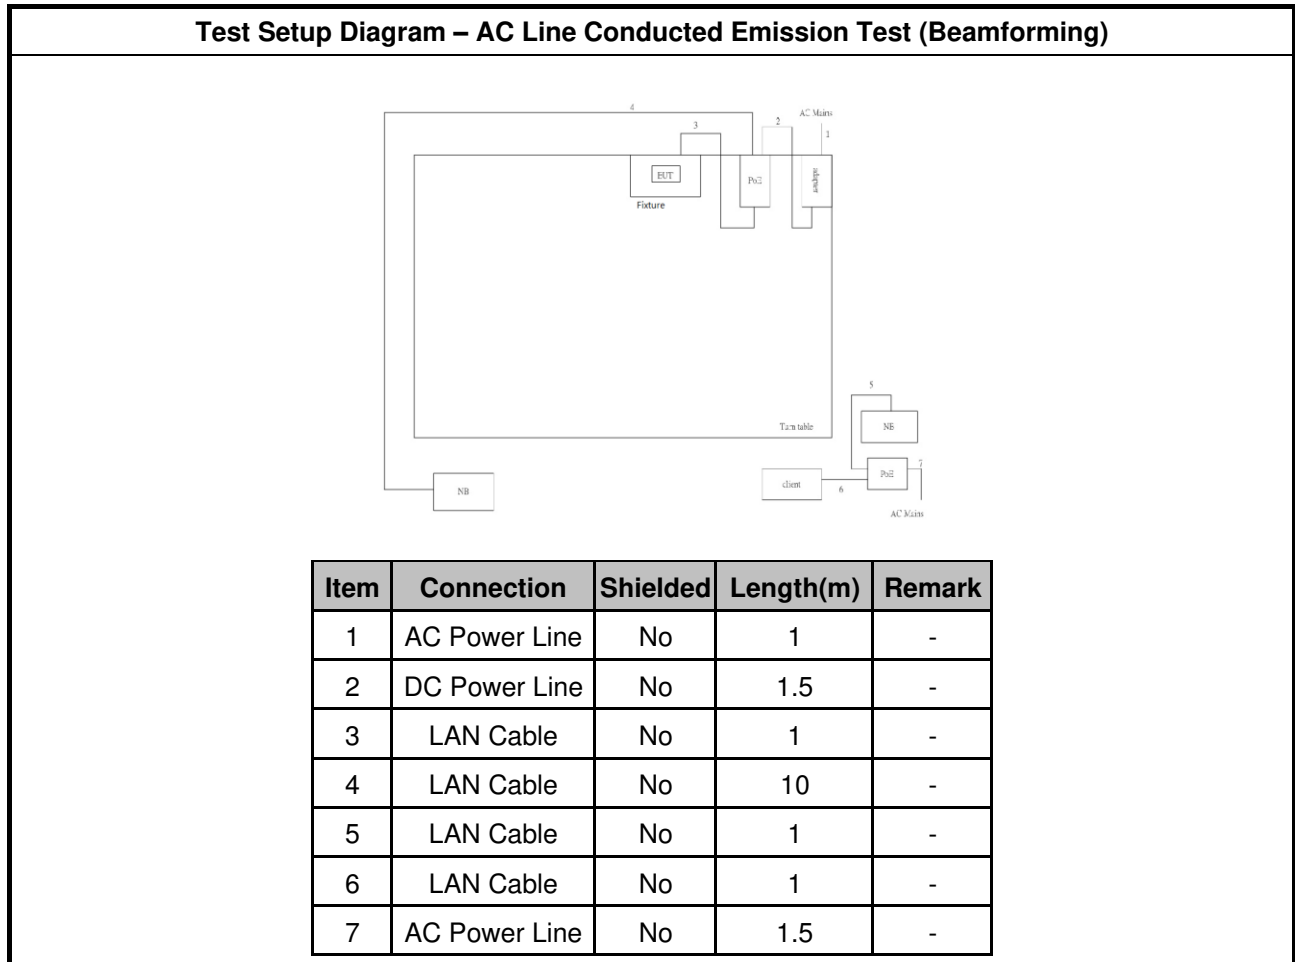 Test Setup Diagram – AC Line Conducted Emission Test (Beamforming)
4
AC Mains
3
2
1
EUT
PoE
adapter
Fixture
5
Turn table
NB
7
PoE
client
6
NB
AC Mains
Item Connection Shielded Length(m) Remark
1 AC Power Line No 1 -
2 DC Power Line No 1.5 -
3 LAN Cable No 1 -
4 LAN Cable No 10 -
5 LAN Cable No 1 -
6 LAN Cable No 1 -
7 AC Power Line No 1.5 -